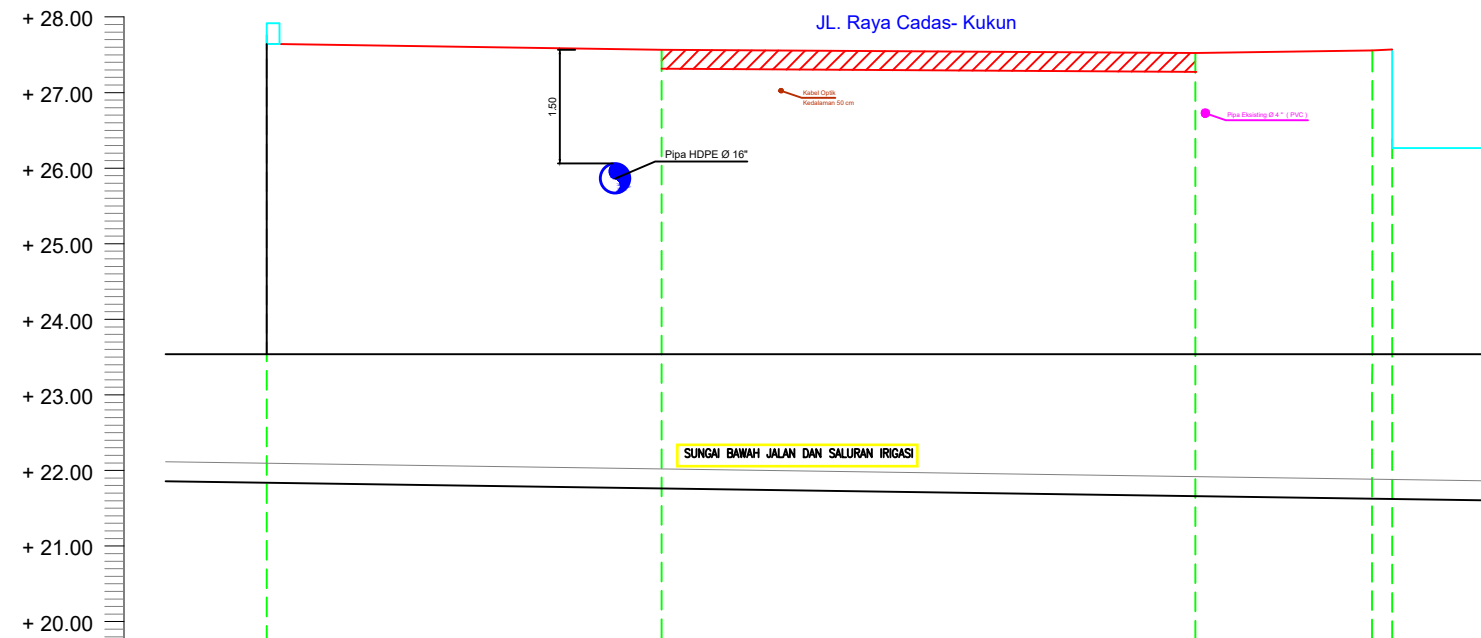 JL. Raya Cadas- Kukun
+ 28.00
+ 27.00
+ 26.00
+ 25.00
+ 24.00
+ 23.00
+ 22.00
+ 21.00
+ 20.00
1.50
Kabel Optik
Kedalaman 50 cm
Pipa Eksisting Ø 4 " ( PVC )
Pipa HDPE Ø 16"
SUNGAI BAWAH JALAN DAN SALURAN IRIGASI